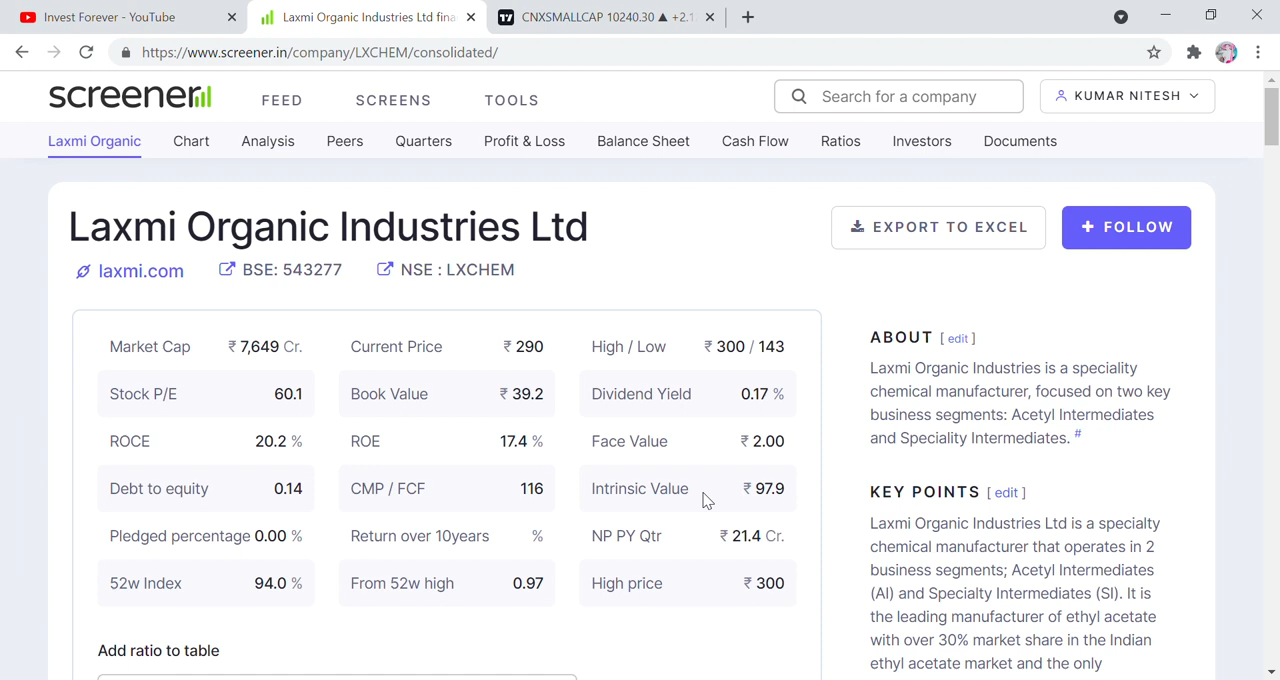 Invest Forever - YouTube
Laxmi Organic Industries Ltd fina
CNXSMALLCAP 10240.30 ▲ +2.1
https://www.screener.in/company/LXCHEM/consolidated/
screener
FEED
SCREENS
TOOLS
Search for a company
KUMAR NITESH
Laxmi Organic
Chart
Analysis
Peers
Quarters
Profit & Loss
Balance Sheet
Cash Flow
Ratios
Investors
Documents
Laxmi Organic Industries Ltd
EXPORT TO EXCEL
+ FOLLOW
laxmi.com
BSE: 543277
NSE : LXCHEM
Market Cap ₹ 7,649 Cr.
Current Price ₹ 290
High / Low ₹ 300 / 143
Stock P/E 60.1
Book Value ₹ 39.2
Dividend Yield 0.17 %
ROCE 20.2 %
ROE 17.4 %
Face Value ₹ 2.00
Debt to equity 0.14
CMP / FCF 116
Intrinsic Value ₹ 97.9
Pledged percentage 0.00 %
Return over 10years %
NP PY Qtr ₹ 21.4 Cr.
52w Index 94.0 %
From 52w high 0.97
High price ₹ 300
Add ratio to table
ABOUT [ edit ]
Laxmi Organic Industries is a speciality
chemical manufacturer, focused on two key
business segments: Acetyl Intermediates
and Speciality Intermediates. #
KEY POINTS [ edit ]
Laxmi Organic Industries Ltd is a specialty
chemical manufacturer that operates in 2
business segments; Acetyl Intermediates
(AI) and Specialty Intermediates (SI). It is
the leading manufacturer of ethyl acetate
with over 30% market share in the Indian
ethyl acetate market and the only